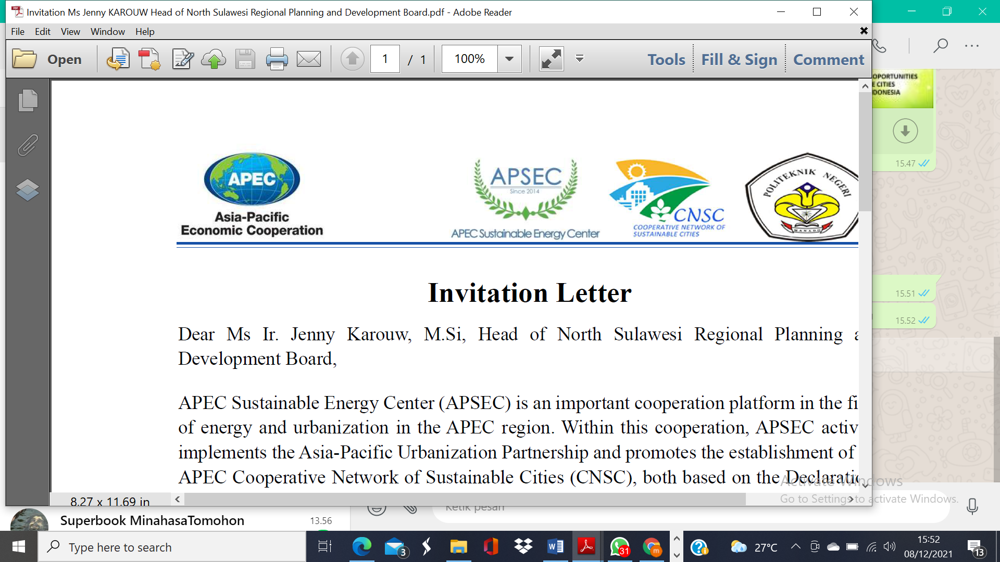 Invitation Ms Jenny KAROUW Head of North Sulawesi Regional Planning and Development Board.pdf - Adobe Reader
File Edit View Window Help
Open
1 / 1
100%
Tools Fill & Sign Comment
APEC
Asia-Pacific
Economic Cooperation
APSEC
Since 2014
APEC Sustainable Energy Center
CNSC
COOPERATIVE NETWORK OF
SUSTAINABLE CITIES
POLITEKNIK NEGERI
MANADO
Invitation Letter
Dear Ms Ir. Jenny Karouw, M.Si, Head of North Sulawesi Regional Planning a
Development Board,
APEC Sustainable Energy Center (APSEC) is an important cooperation platform in the fi
of energy and urbanization in the APEC region. Within this cooperation, APSEC activ
implements the Asia-Pacific Urbanization Partnership and promotes the establishment of
APEC Cooperative Network of Sustainable Cities (CNSC), both based on the Declarati
8.27 x 11.69 in
OPORTUNITIES
E CITIES
DONESIA
15.47
15.51
15.52
Activate Windows
Go to Settings to activate Windows.
Ketik pesan
Superbook MinahasaTomohon
13.56
Type here to search
3
31
m
27°C
15:52
08/12/2021
13